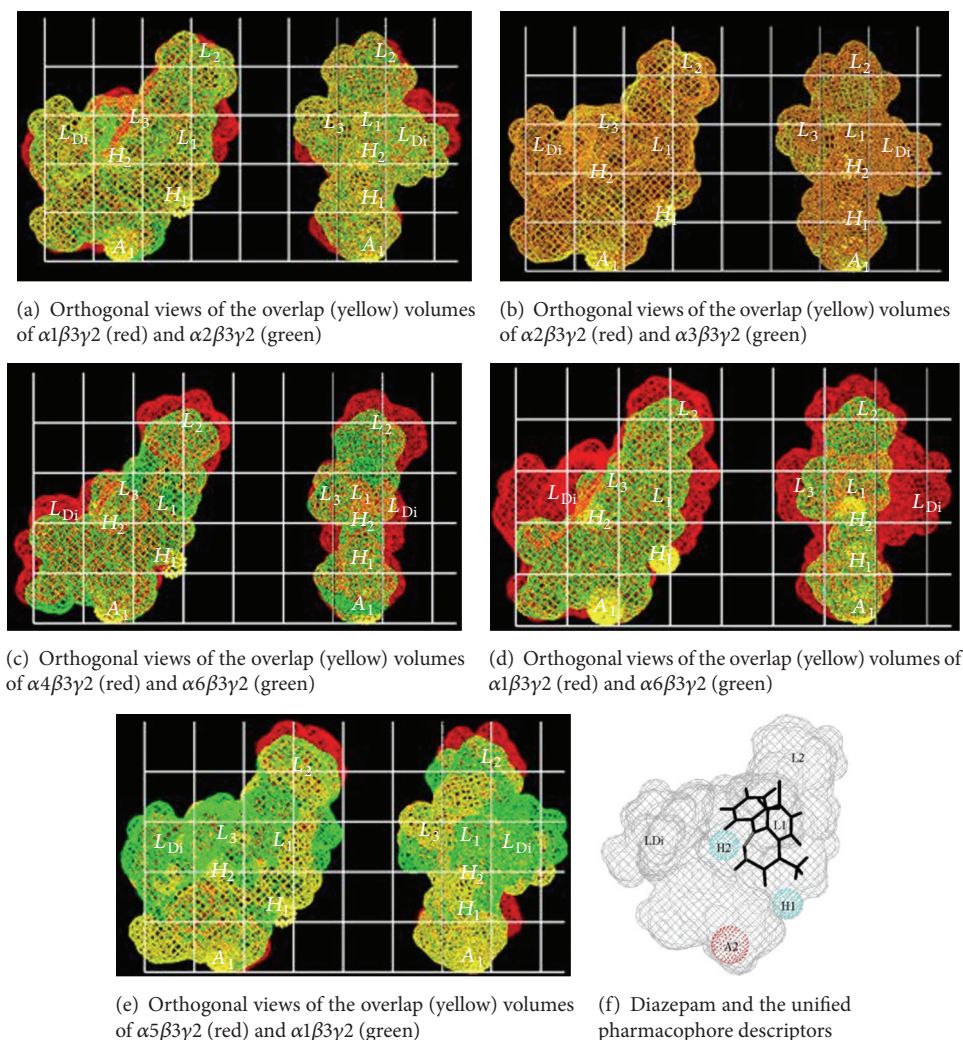 L2 L2
L3 L1 L3 L1
LDi LDi
H2 H2
H1 H1
A1 A1
(a) Orthogonal views of the overlap (yellow) volumes
of α1β3γ2 (red) and α2β3γ2 (green)
L2 L2
L3 L1 L3 L1
LDi LDi
H2 H2
H1 H1
A1 A1
(b) Orthogonal views of the overlap (yellow) volumes
of α2β3γ2 (red) and α3β3γ2 (green)
L2 L2
L3 L1 L3 L1
LDi LDi
H2 H2
H1 H1
A1 A1
(c) Orthogonal views of the overlap (yellow) volumes
of α4β3γ2 (red) and α6β3γ2 (green)
L2 L2
L3 L1 L3 L1
LDi LDi
H2 H2
H1 H1
A1 A1
(d) Orthogonal views of the overlap (yellow) volumes of
α1β3γ2 (red) and α6β3γ2 (green)
L2 L2
L3 L1 L3 L1
LDi LDi
H2 H2
H1 H1
A1 A1
(e) Orthogonal views of the overlap (yellow) volumes
of α5β3γ2 (red) and α1β3γ2 (green)
L2
L1
LDi
H2
H1
A2
(f) Diazepam and the unified
pharmacophore descriptors